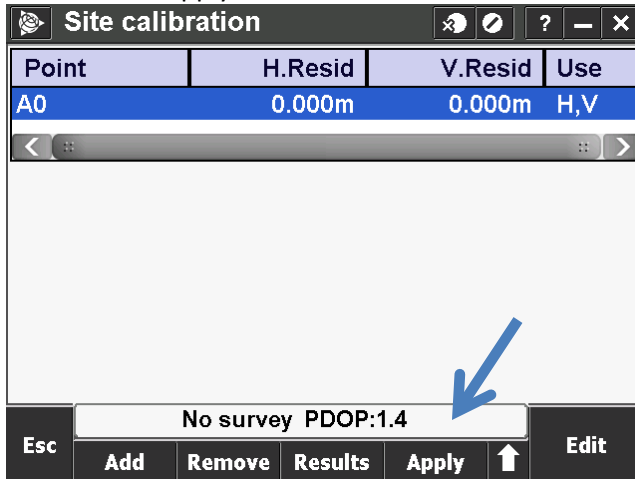 Site calibration ? – X
Point H.Resid V.Resid Use
A0 0.000m 0.000m H,V
No survey PDOP:1.4
Esc Add Remove Results Apply Edit